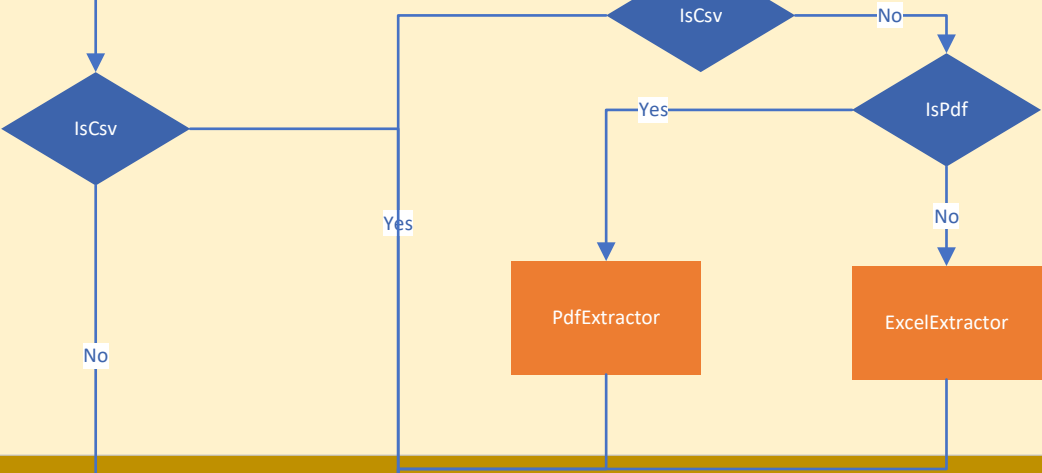 IsCsv
No
IsPdf
Yes
IsCsv
Yes
No
PdfExtractor
ExcelExtractor
No